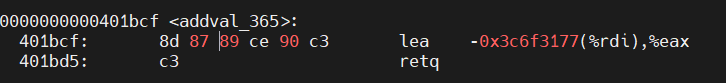 0000000000401bcf <addval_365>:
401bcf: 8d 87 89 ce 90 c3 lea -0x3c6f3177(%rdi),%eax
401bd5: c3 retq